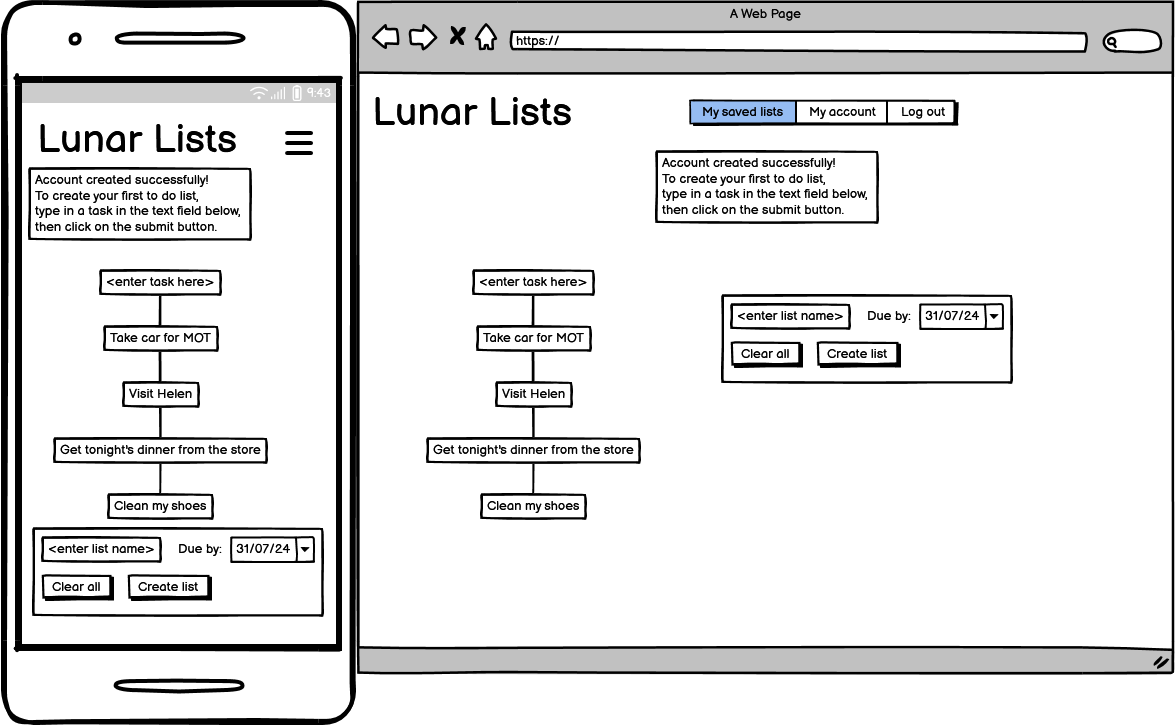 9:43
Lunar Lists
Account created successfully!
To create your first to do list,
type in a task in the text field below,
then click on the submit button.
<enter task here>
Take car for MOT
Visit Helen
Get tonight's dinner from the store
Clean my shoes
<enter list name> Due by: 31/07/24
Clear all Create list
A Web Page
https://
Lunar Lists
My saved lists My account Log out
Account created successfully!
To create your first to do list,
type in a task in the text field below,
then click on the submit button.
<enter task here>
Take car for MOT
Visit Helen
Get tonight's dinner from the store
Clean my shoes
<enter list name> Due by: 31/07/24
Clear all Create list